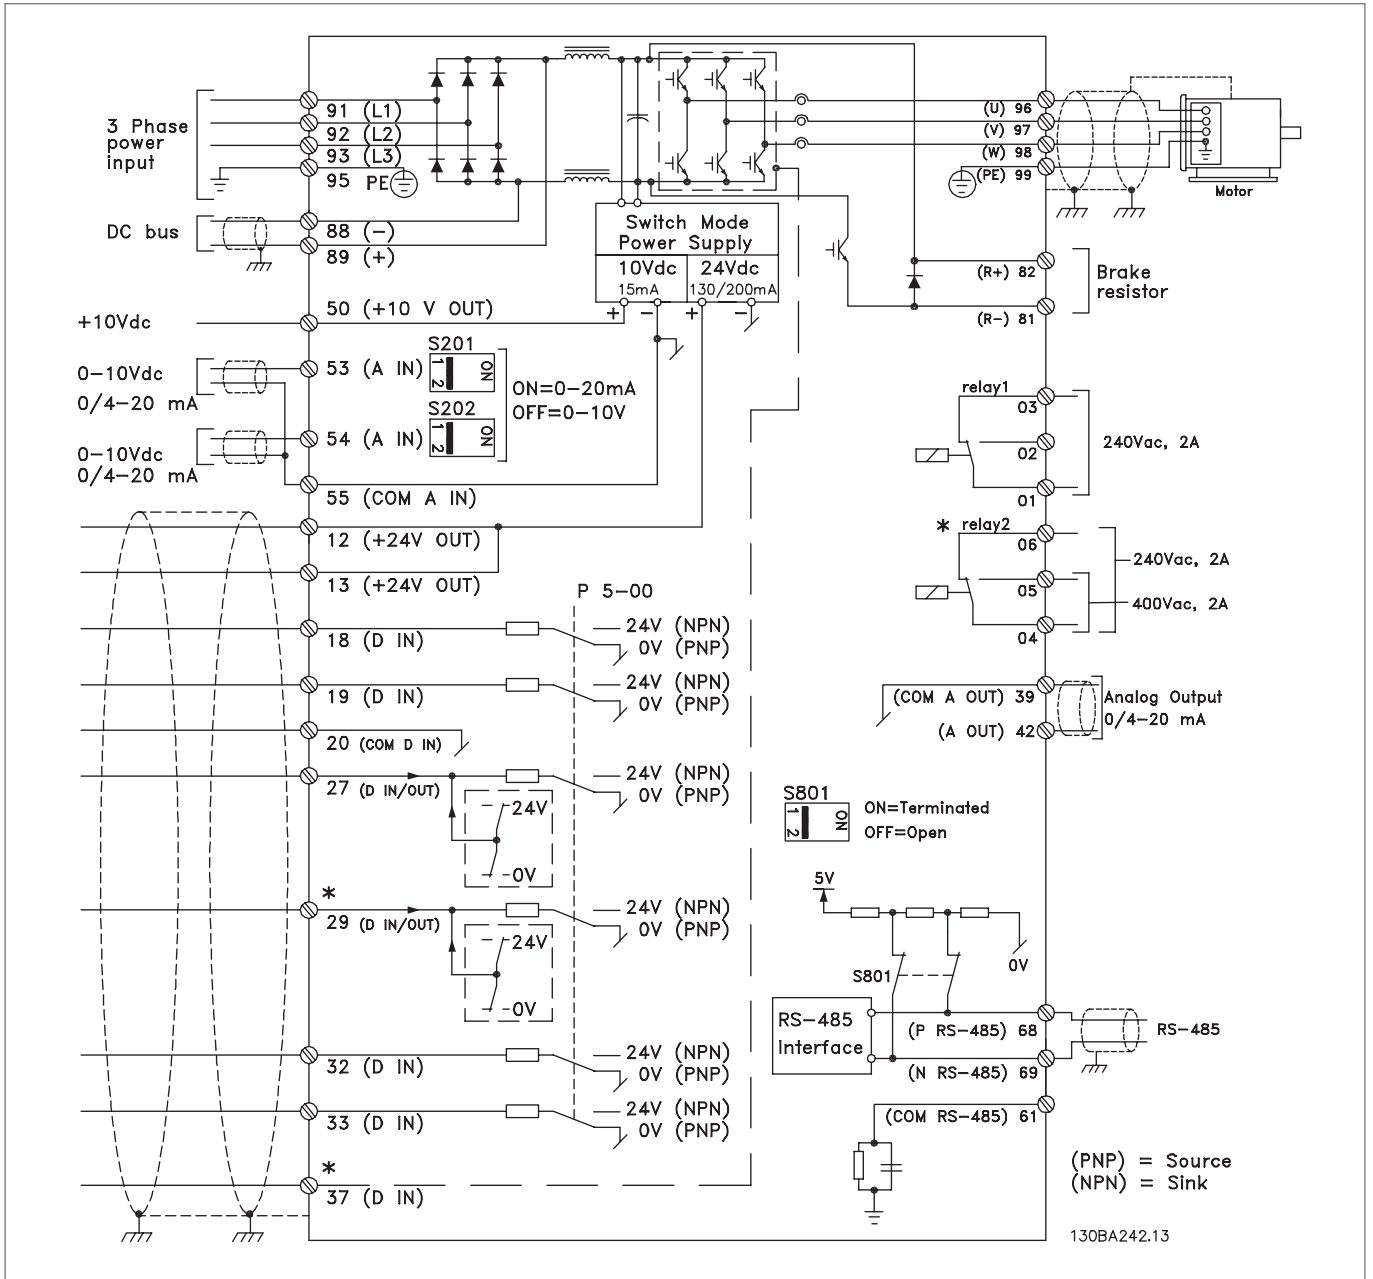 3 Phase
power
input
91 (L1)
92 (L2)
93 (L3)
95 PE
DC bus
88 (−)
89 (+)
+10Vdc
50 (+10 V OUT)
0−10Vdc
0/4−20 mA
53 (A IN)
S201
1 2 ON
ON=0−20mA
OFF=0−10V
S202
1 2 ON
0−10Vdc
0/4−20 mA
54 (A IN)
55 (COM A IN)
12 (+24V OUT)
13 (+24V OUT)
P 5-00
18 (D IN)
24V (NPN)
0V (PNP)
19 (D IN)
24V (NPN)
0V (PNP)
20 (COM D IN)
27 (D IN/OUT)
24V (NPN)
0V (PNP)
24V
0V
*
29 (D IN/OUT)
24V (NPN)
0V (PNP)
24V
0V
32 (D IN)
24V (NPN)
0V (PNP)
33 (D IN)
24V (NPN)
0V (PNP)
*
37 (D IN)
Switch Mode
Power Supply
10Vdc
15mA
24Vdc
130/200mA
+ − + −
(U) 96
(V) 97
(W) 98
(PE) 99
Motor
(R+) 82
(R−) 81
Brake
resistor
relay1
03
02
01
240Vac, 2A
* relay2
06
05
04
240Vac, 2A
400Vac, 2A
(COM A OUT) 39
(A OUT) 42
Analog Output
0/4−20 mA
S801
1 2 ON
ON=Terminated
OFF=Open
5V
0V
S801
RS−485
Interface
(P RS−485) 68
(N RS−485) 69
RS−485
(COM RS−485) 61
(PNP) = Source
(NPN) = Sink
130BA242.13